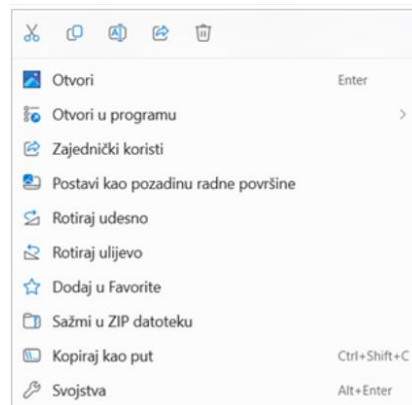 Otvori Enter
Otvori u programu
Zajednički koristi
Postavi kao pozadinu radne površine
Rotiraj udesno
Rotiraj ulijevo
Dodaj u Favorite
Sažmi u ZIP datoteku
Kopiraj kao put Ctrl+Shift+C
Svojstva Alt+Enter